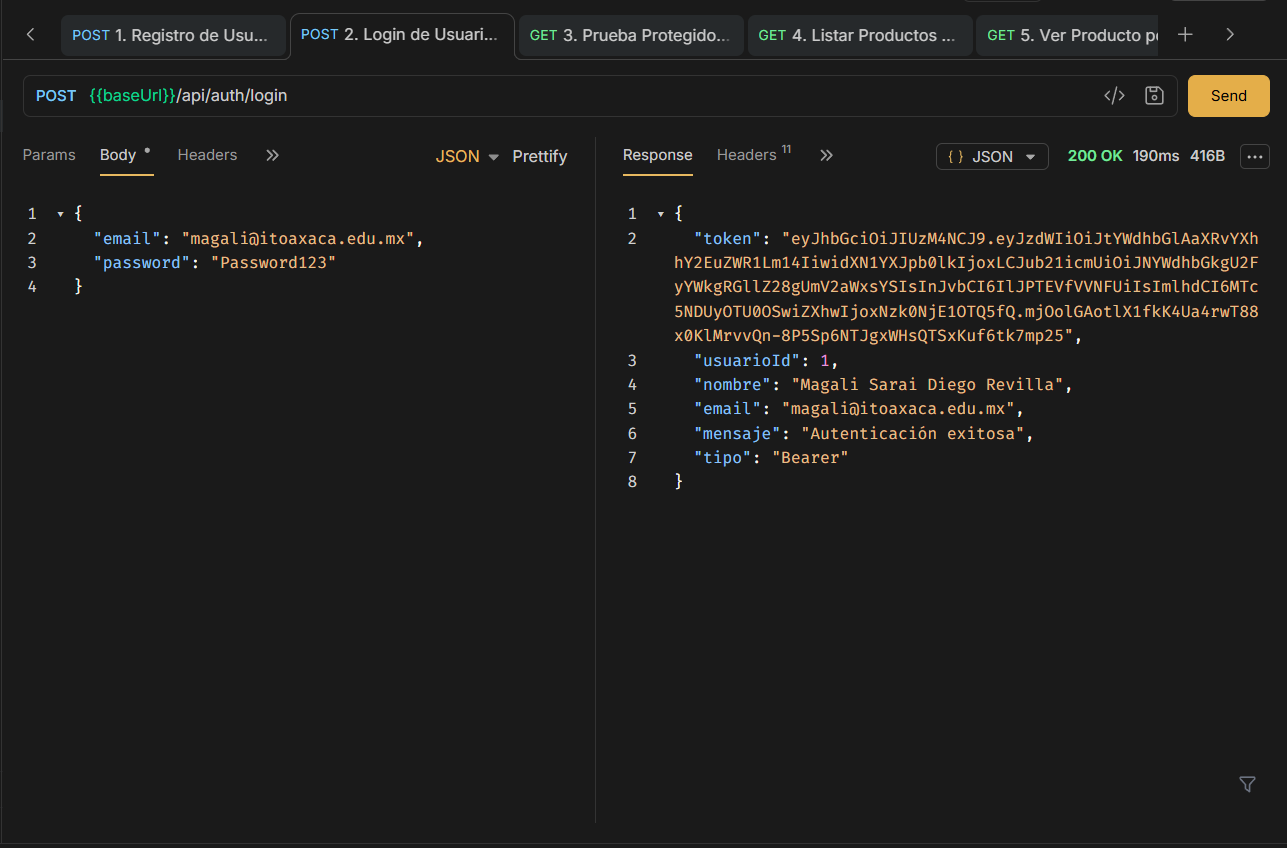 POST 1. Registro de Usu...
POST 2. Login de Usuari...
GET 3. Prueba Protegido...
GET 4. Listar Productos ...
GET 5. Ver Producto po
POST {{baseUrl}}/api/auth/login
Send
Params Body Headers
JSON Prettify
Response Headers 11
{ } JSON
200 OK 190ms 416B
1 {
2 "email": "magali@itoaxaca.edu.mx",
3 "password": "Password123"
4 }
1 {
2 "token": "eyJhbGciOiJIUzM4NCJ9.eyJzdWIiOiJtYWdhbGlAaXRvYXh
hY2EuZWR1Lm14IiwidXN1YXJpb0lkIjoxLCJub21icmUiOiJNYWdhbGkgU2F
yYWkgRGllZ28gUmV2aWxsYSIsInJvbCI6IlJPTEVfVVNFUiIsImlhdCI6MTc
5NDUyOTU0OSwiZXhwIjoxNzk0NjE1OTQ5fQ.mjOolGAotlX1fkK4Ua4rwT88
x0KlMrvvQn-8P5Sp6NTJgxWHsQTSxKuf6tk7mp25",
3 "usuarioId": 1,
4 "nombre": "Magali Sarai Diego Revilla",
5 "email": "magali@itoaxaca.edu.mx",
6 "mensaje": "Autenticación exitosa",
7 "tipo": "Bearer"
8 }